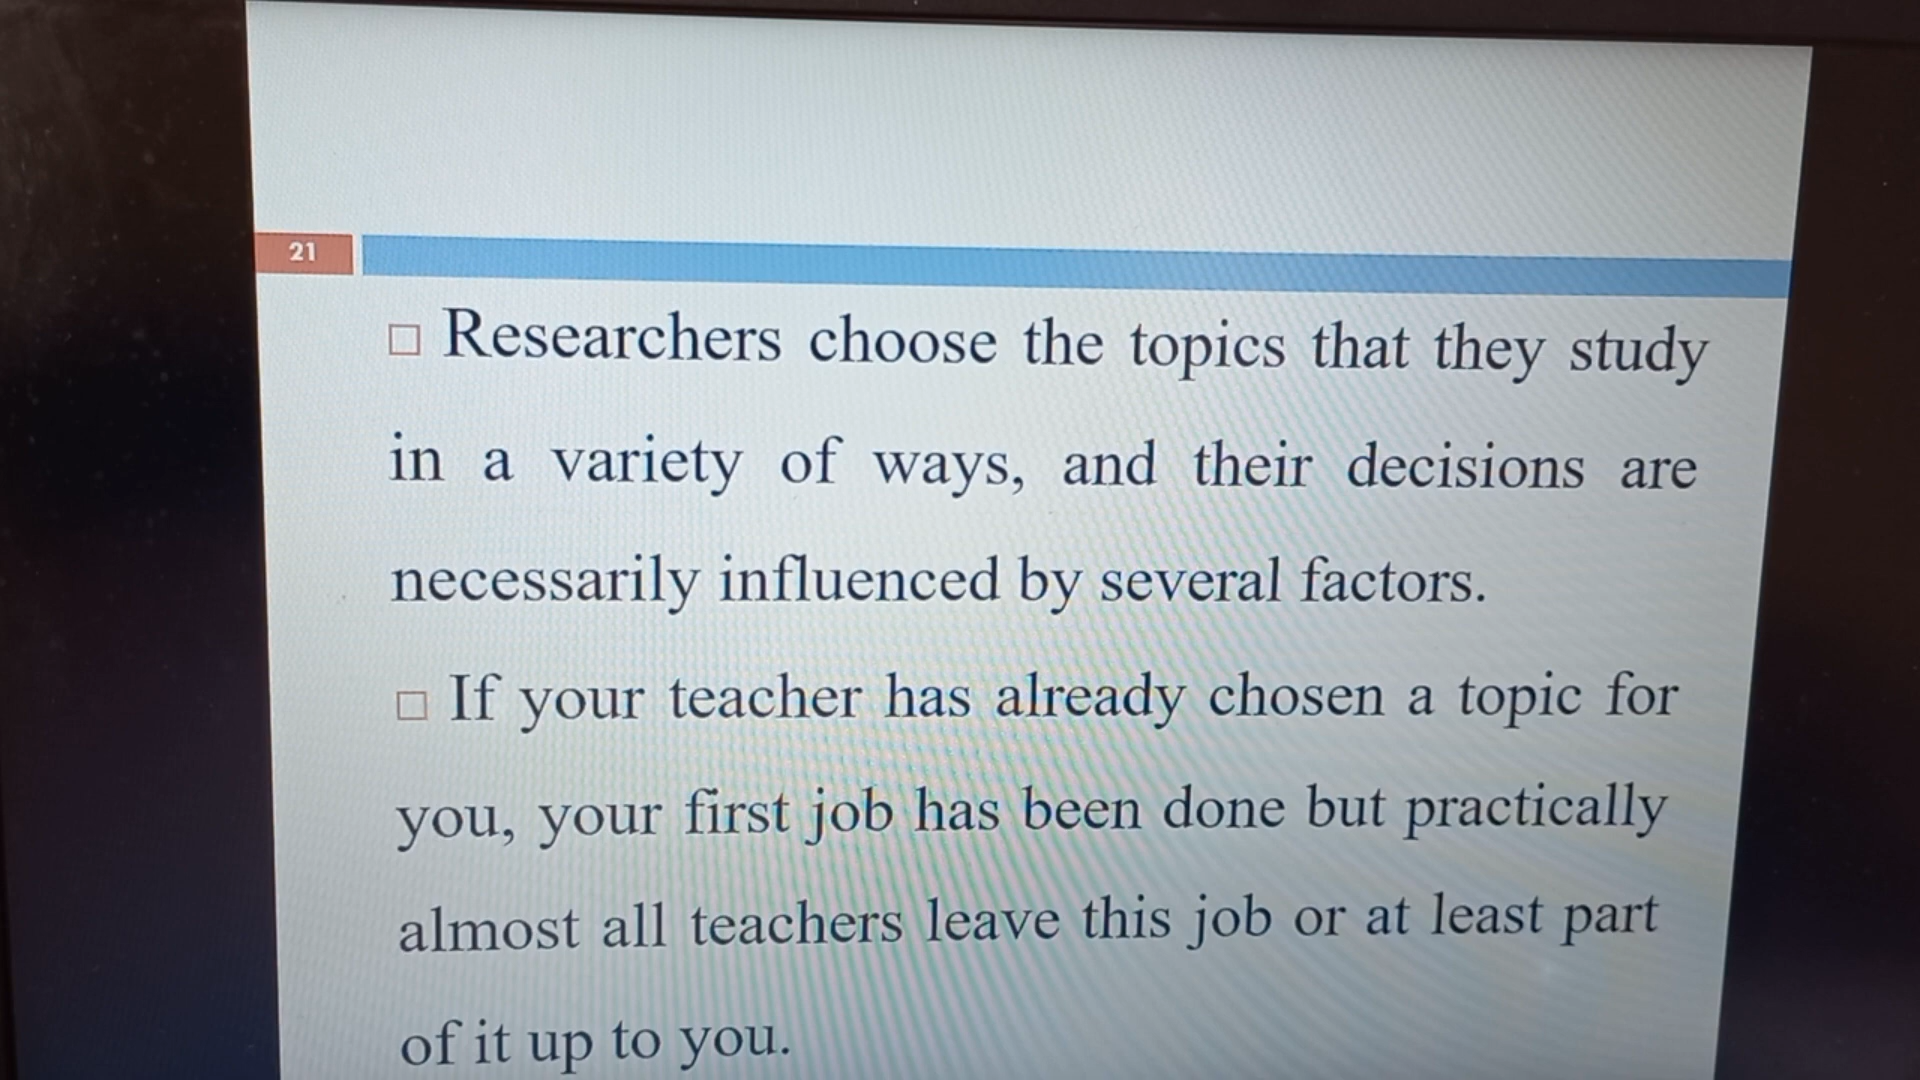 21
Researchers choose the topics that they study
in a variety of ways, and their decisions are
necessarily influenced by several factors.
If your teacher has already chosen a topic for
you, your first job has been done but practically
almost all teachers leave this job or at least part
of it up to you.